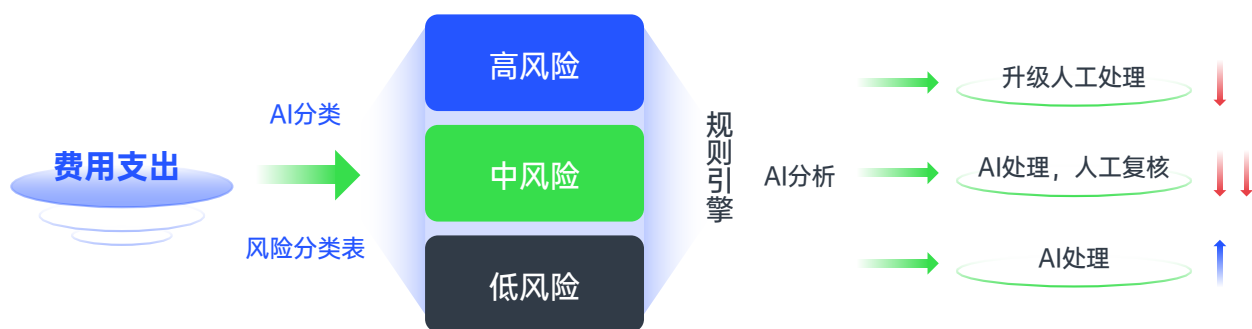 费用支出
AI分类
风险分类表
高风险
中风险
低风险
规则引擎
AI分析
升级人工处理
AI处理，人工复核
AI处理